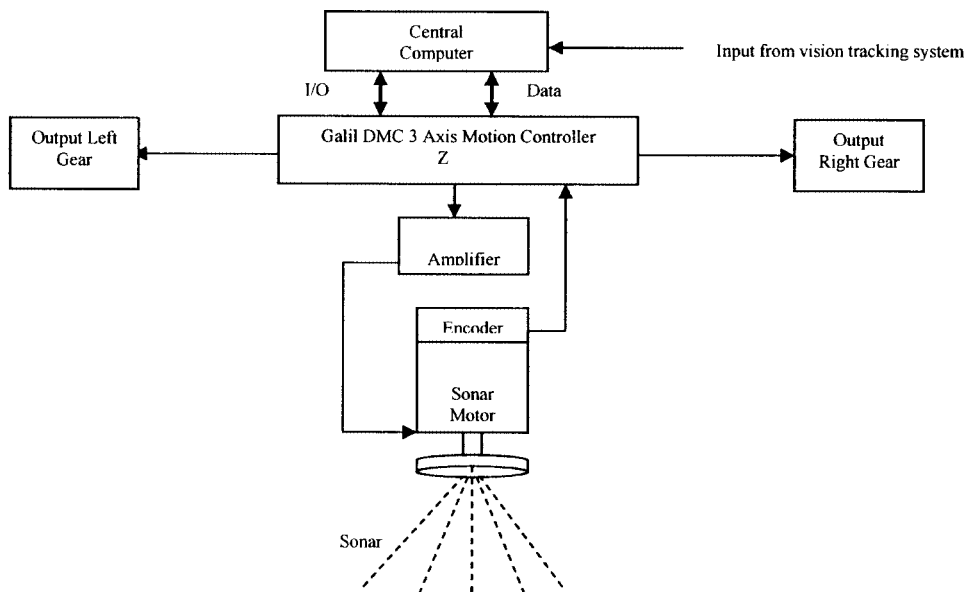 Central
Computer
Input from vision tracking system
I/O
Data
Output Left
Gear
Galil DMC 3 Axis Motion Controller
Z
Output
Right Gear
Amplifier
Encoder
Sonar
Motor
Sonar